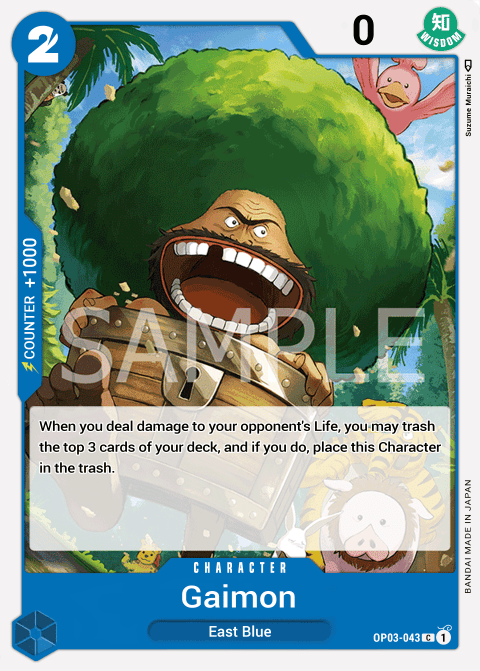 2
0
知
WISDOM
Suzume Muraichi
COUNTER +1000
SAMPLE
When you deal damage to your opponent's Life, you may trash
the top 3 cards of your deck, and if you do, place this Character
in the trash.
BANDAI MADE IN JAPAN
CHARACTER
Gaimon
East Blue
OP03-043 C 1